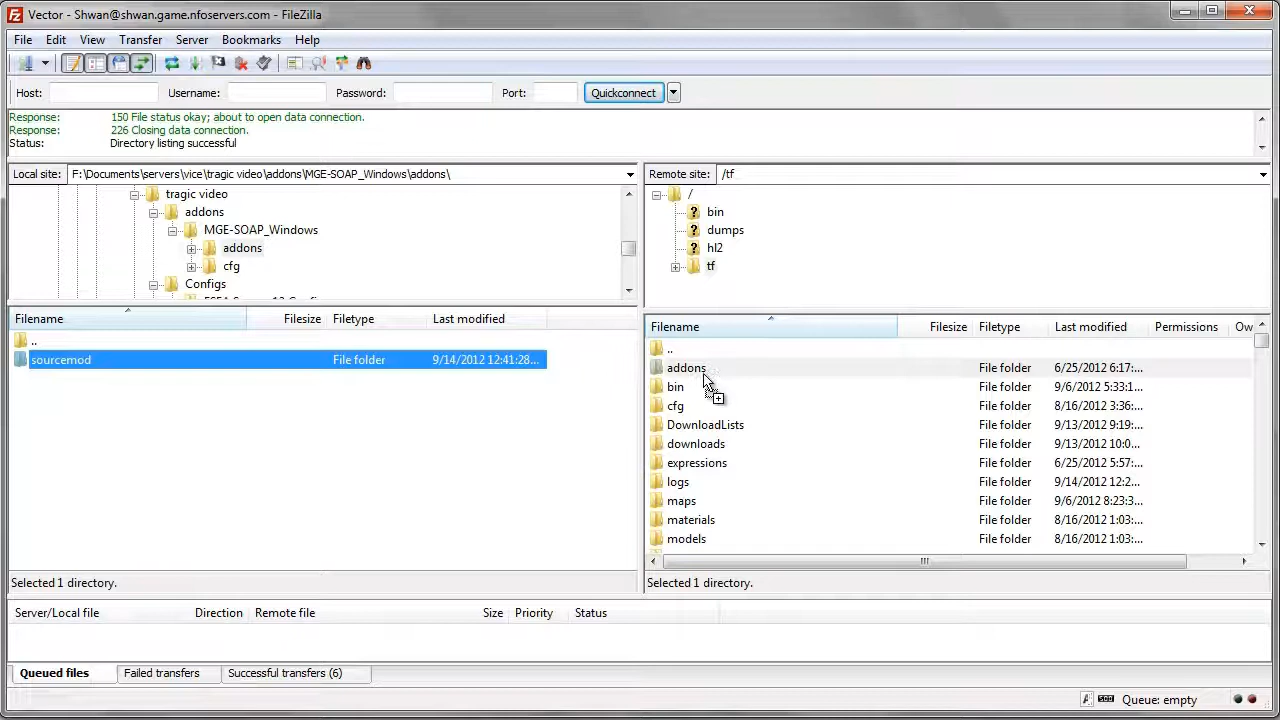 Vector - Shwan@shwan.game.nfoservers.com - FileZilla
File Edit View Transfer Server Bookmarks Help
Host: Username: Password: Port: Quickconnect
Response: 150 File status okay; about to open data connection.
Response: 226 Closing data connection.
Status: Directory listing successful
Local site: F:\Documents\servers\vice\tragic video\addons\MGE-SOAP_Windows\addons\
tragic video
addons
MGE-SOAP_Windows
addons
cfg
Configs
Filename Filesize Filetype Last modified
..
sourcemod File folder 9/14/2012 12:41:28...
Selected 1 directory.
Remote site: /tf
/
bin
dumps
hl2
tf
Filename Filesize Filetype Last modified Permissions Ow
..
addons File folder 6/25/2012 6:17:...
bin File folder 9/6/2012 5:33:1...
cfg File folder 8/16/2012 3:36:...
DownloadLists File folder 9/13/2012 9:19:...
downloads File folder 9/13/2012 10:0...
expressions File folder 6/25/2012 5:57:...
logs File folder 9/14/2012 12:2...
maps File folder 9/6/2012 8:23:3...
materials File folder 8/16/2012 1:03:...
models File folder 8/16/2012 1:03:...
Selected 1 directory.
Server/Local file Direction Remote file Size Priority Status
Queued files Failed transfers Successful transfers (6)
Queue: empty